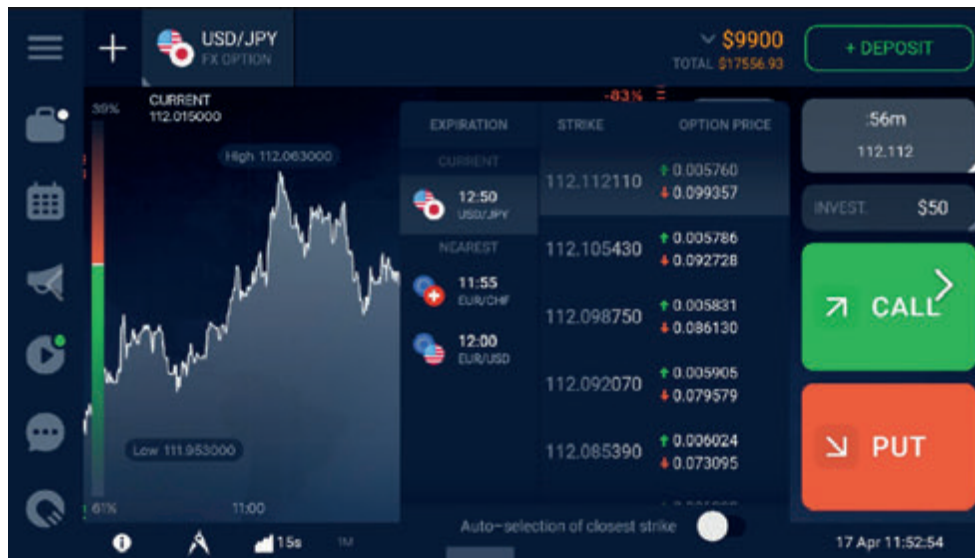 USD/JPY
FX OPTION
$9900
TOTAL $17556.93
+ DEPOSIT
39%
CURRENT
112.015000
-83%
High 112.063000
Low 111.953000
61%
11:00
EXPIRATION
STRIKE
OPTION PRICE
CURRENT
12:50
USD/JPY
NEAREST
11:55
EUR/CHF
12:00
EUR/USD
112.112110
0.005760
0.099357
112.105430
0.005786
0.092728
112.098750
0.005831
0.086130
112.092070
0.005905
0.079579
112.085390
0.006024
0.073095
Auto-selection of closest strike
:56m
112.112
INVEST. $50
CALL
PUT
15s
1M
17 Apr 11:52:54